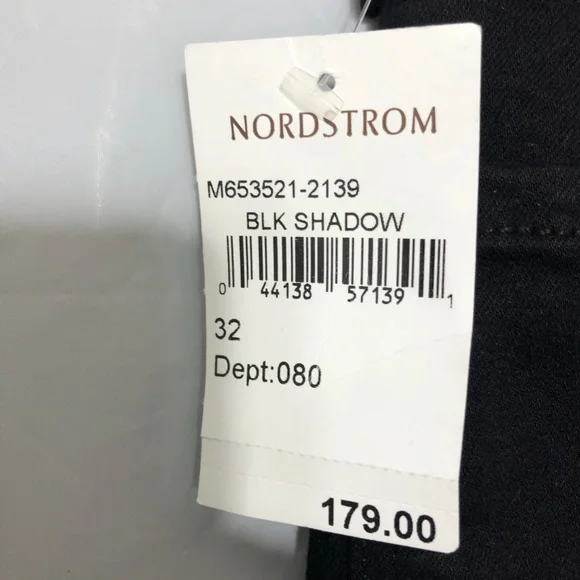 NORDSTROM
M653521-2139
BLK SHADOW
0 44138 57139 1
32
Dept:080
179.00